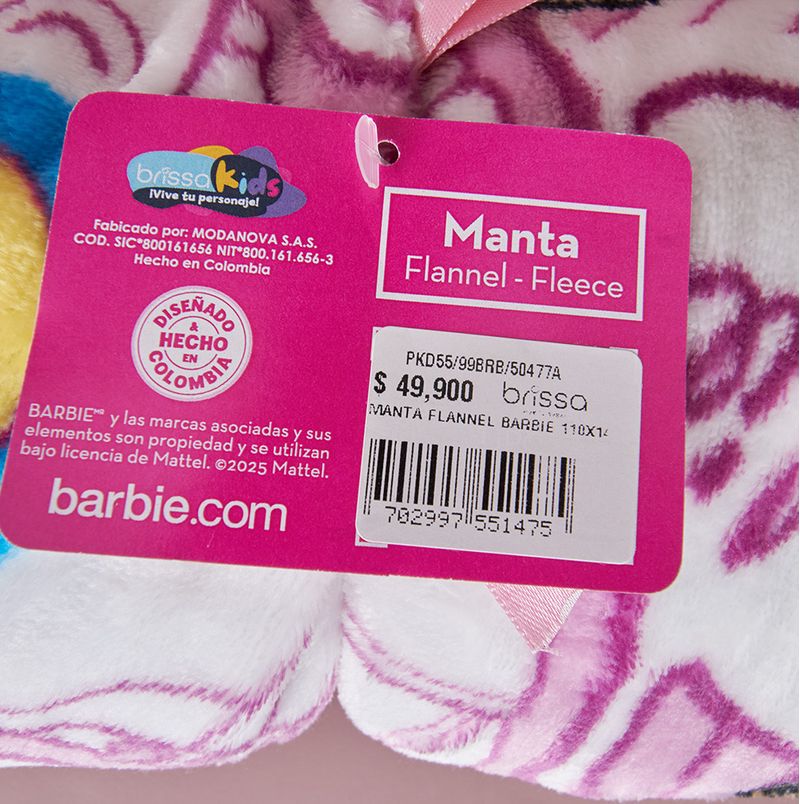 brissa kids
¡Vive tu personaje!
Fabicado por: MODANOVA S.A.S.
COD. SIC*800161656 NIT*800.161.656-3
Hecho en Colombia
DISEÑADO
&
HECHO
EN
COLOMBIA
BARBIE᛫ᴹᴿ y las marcas asociadas y sus
elementos son propiedad y se utilizan
bajo licencia de Mattel. ©2025 Mattel.
barbie.com
Manta
Flannel - Fleece
PKD55/99BRB/50477A
$ 49,900 brissa
MANTA FLANNEL BARBIE 110X14
702997 551475